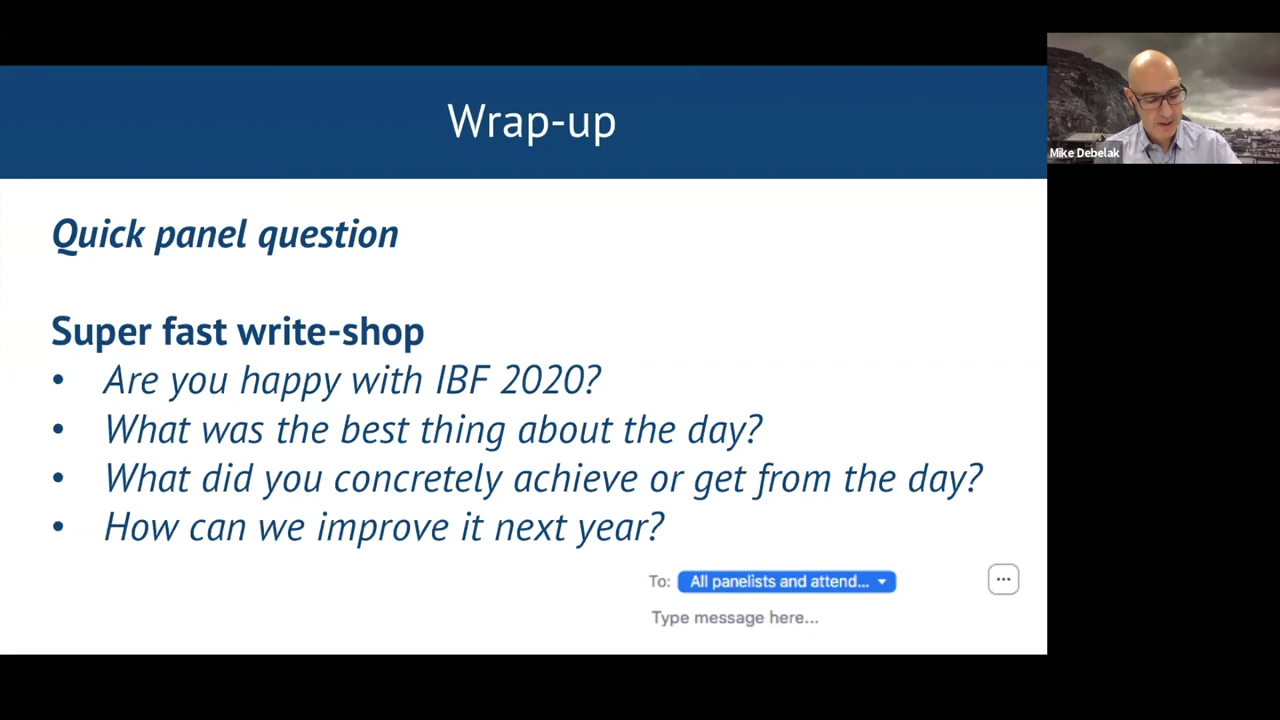 Wrap-up
Mike Debelak
Quick panel question
Super fast write-shop
• Are you happy with IBF 2020?
• What was the best thing about the day?
• What did you concretely achieve or get from the day?
• How can we improve it next year?
To: All panelists and attend...
Type message here...